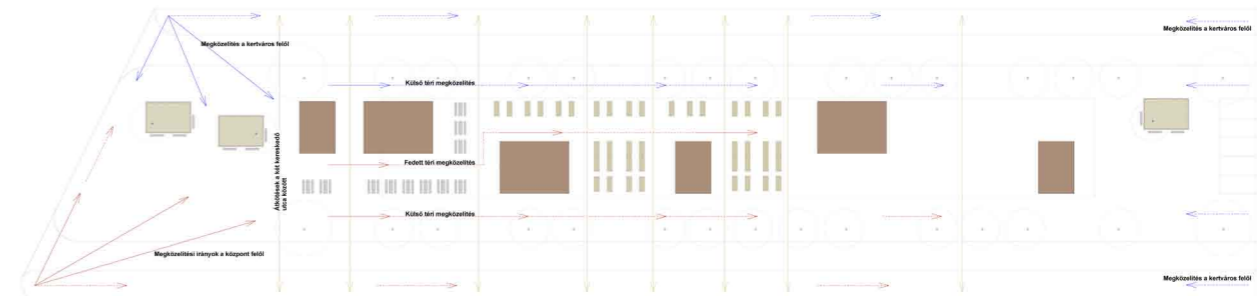 Megközelítés a kertváros felől
Megközelítés a kertváros felől
Külső téri megközelítés
Átkötések a két kereskedő
utca között
Fedett téri megközelítés
Külső téri megközelítés
Megközelítési irányok a központ felől
Megközelítés a kertváros felől